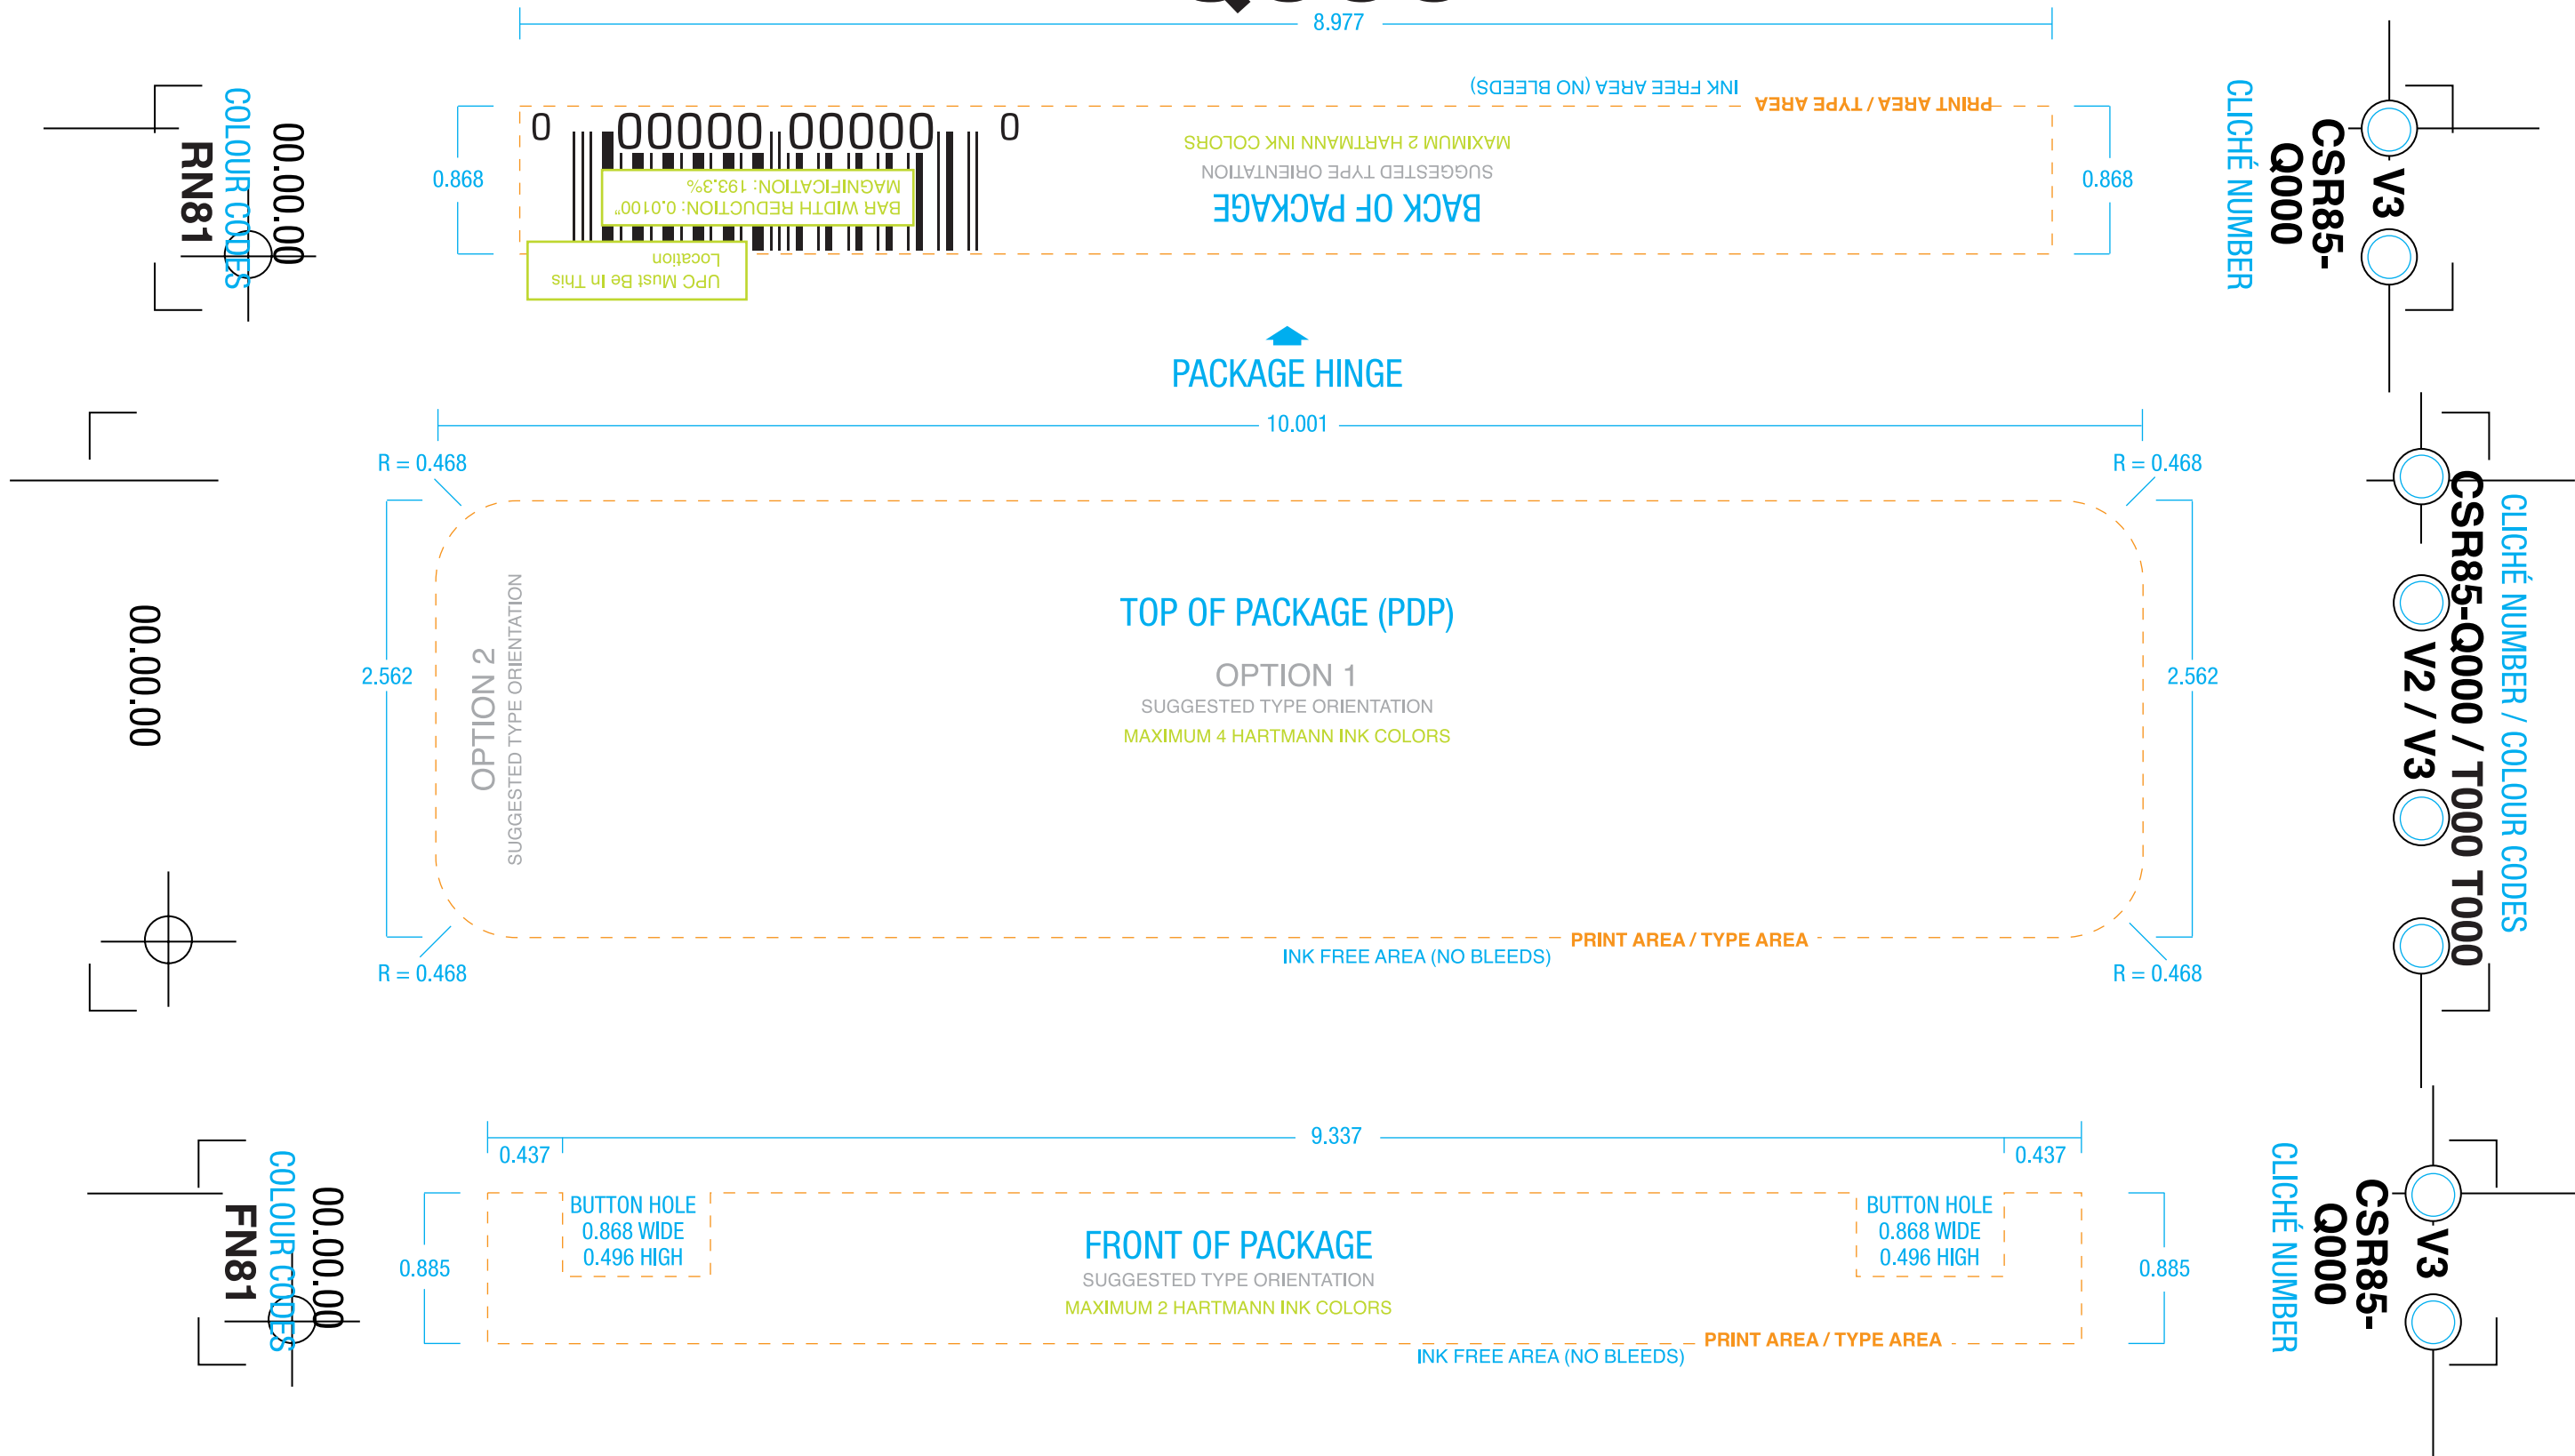 8.977
INK FREE AREA (NO BLEEDS)
PRINT AREA / TYPE AREA
COLOUR CODES
00.00.00
RN81
0.868
0 00000 00000 0
MAGNIFICATION: 193.3%
BAR WIDTH REDUCTION: 0.0100"
UPC Must Be In This
Location
BACK OF PACKAGE
SUGGESTED TYPE ORIENTATION
MAXIMUM 2 HARTMANN INK COLORS
0.868
CLICHÉ NUMBER
CSR85-
Q000
V3
PACKAGE HINGE
10.001
R = 0.468
R = 0.468
00.00.00
2.562
OPTION 2
SUGGESTED TYPE ORIENTATION
TOP OF PACKAGE (PDP)
OPTION 1
SUGGESTED TYPE ORIENTATION
MAXIMUM 4 HARTMANN INK COLORS
2.562
CLICHÉ NUMBER / COLOUR CODES
CSR85-Q000 / T000 T000
V2 / V3
PRINT AREA / TYPE AREA
INK FREE AREA (NO BLEEDS)
R = 0.468
R = 0.468
9.337
0.437
0.437
COLOUR CODES
00.00.00
FN81
0.885
BUTTON HOLE
0.868 WIDE
0.496 HIGH
FRONT OF PACKAGE
SUGGESTED TYPE ORIENTATION
MAXIMUM 2 HARTMANN INK COLORS
BUTTON HOLE
0.868 WIDE
0.496 HIGH
0.885
PRINT AREA / TYPE AREA
INK FREE AREA (NO BLEEDS)
CLICHÉ NUMBER
CSR85-
Q000
V3